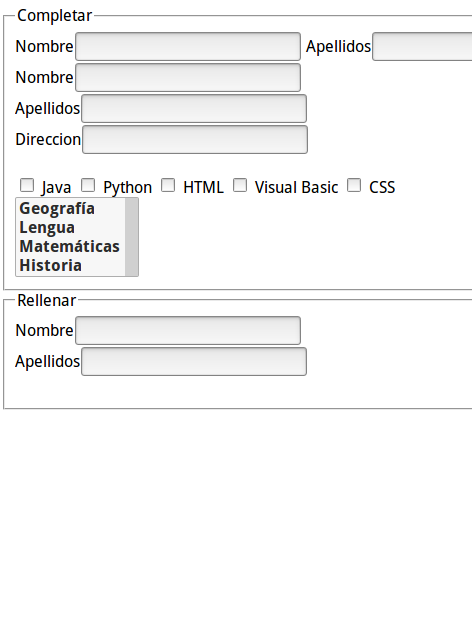 Completar
Nombre Apellidos
Nombre
Apellidos
Direccion
Java Python HTML Visual Basic CSS
Geografía
Lengua
Matemáticas
Historia
Rellenar
Nombre
Apellidos